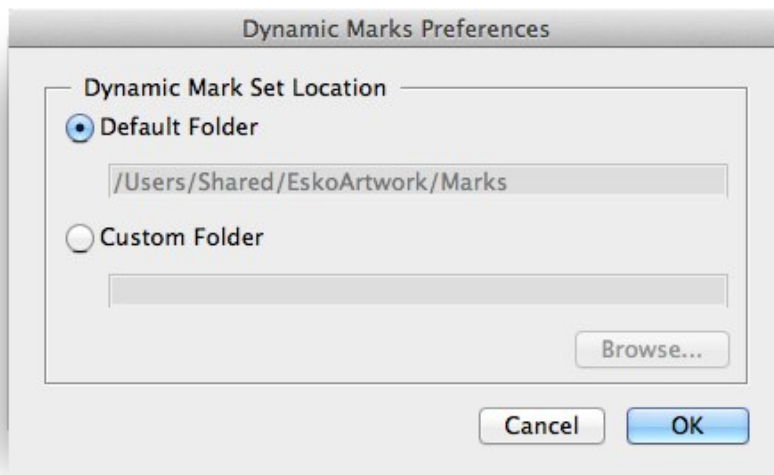 Dynamic Marks Preferences
Dynamic Mark Set Location
Default Folder
/Users/Shared/EskoArtwork/Marks
Custom Folder
Browse...
Cancel OK